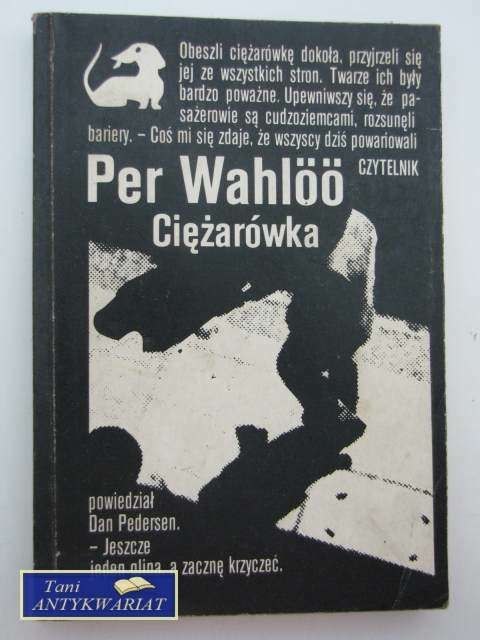 Obeszli ciężarówkę dokoła, przyjrzeli się
jej ze wszystkich stron. Twarze ich były
bardzo poważne. Upewniwszy się, że pa-
sażerowie są cudzoziemcami, rozsunęli
bariery. – Coś mi się zdaje, że wszyscy dziś powariowali
CZYTELNIK
Per Wahlöö
Ciężarówka
powiedział
Dan Pedersen.
– Jeszcze
jeden glina, a zacznę krzyczeć.
Tani
ANTYKWARIAT